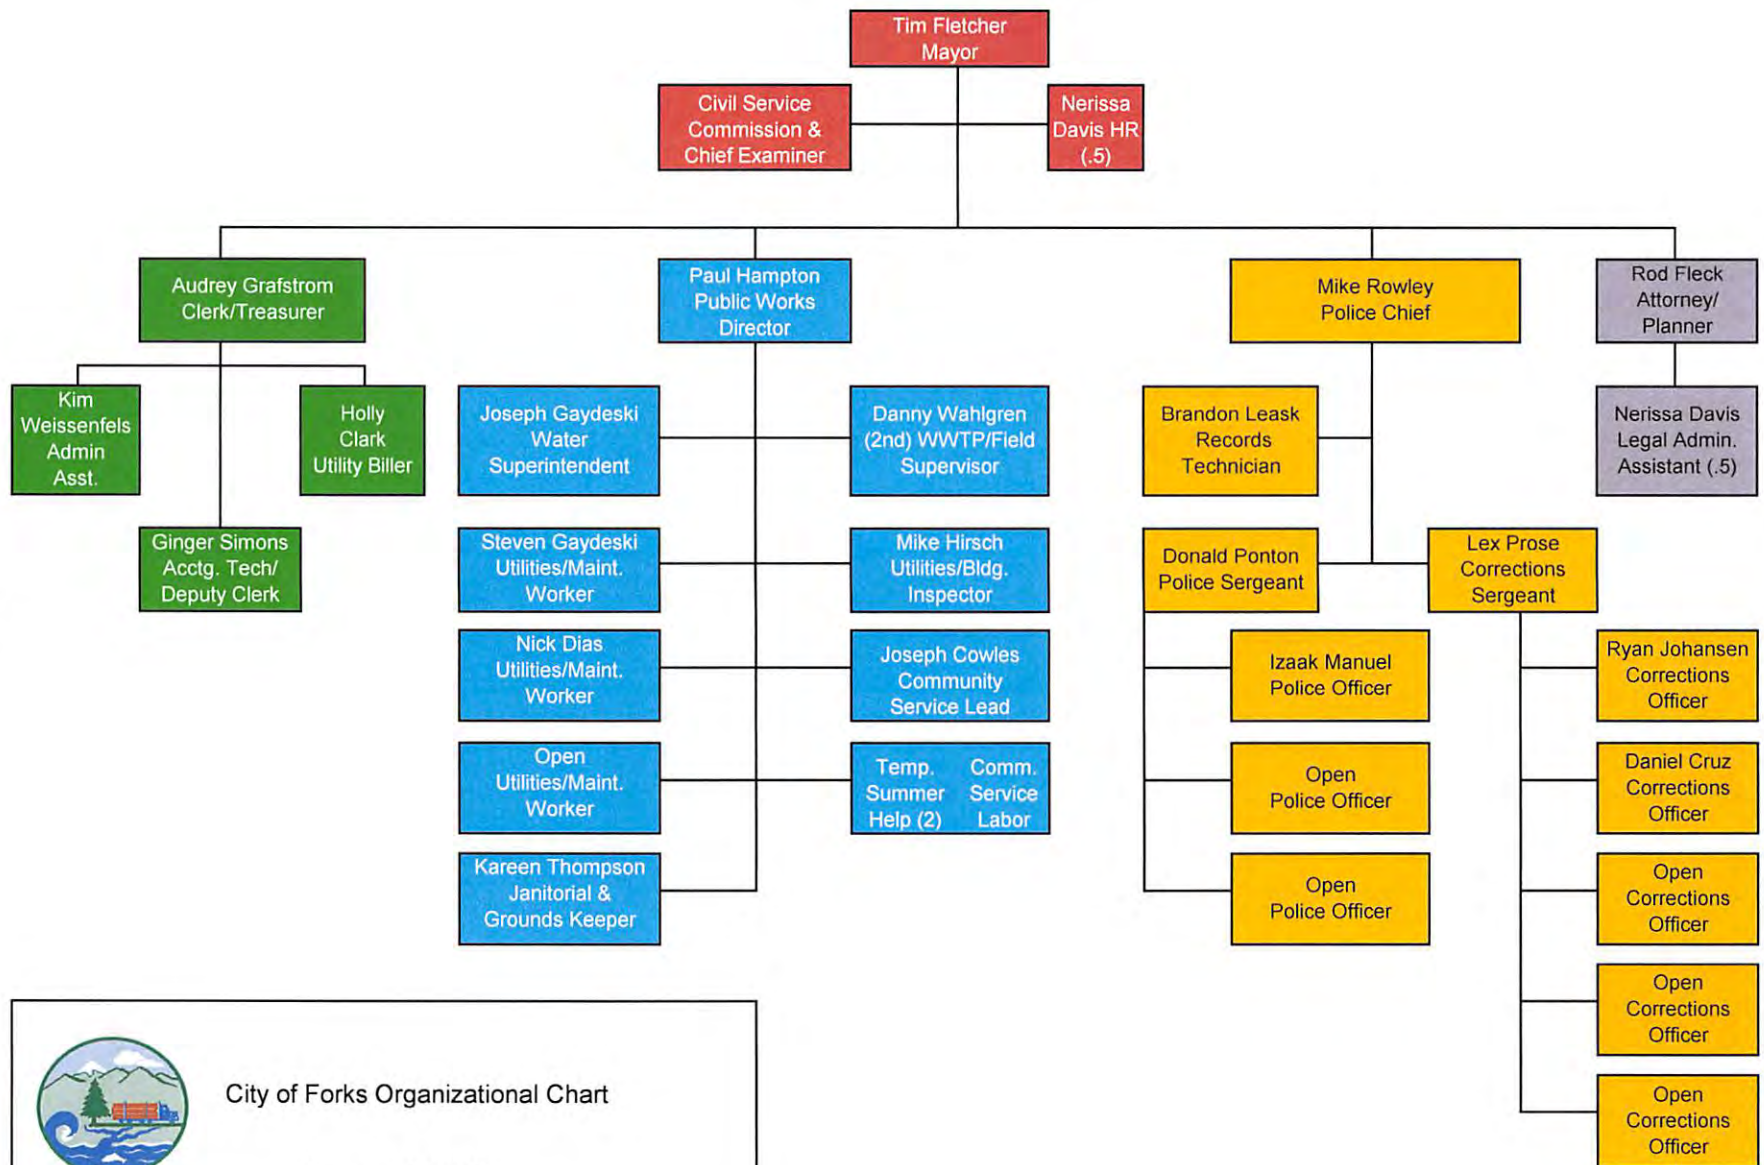 Tim Fletcher
Mayor
Civil Service
Commission &
Chief Examiner
Nerissa
Davis HR
(.5)
Audrey Grafstrom
Clerk/Treasurer
Paul Hampton
Public Works
Director
Mike Rowley
Police Chief
Rod Fleck
Attorney/
Planner
Kim
Weissenfels
Admin
Asst.
Holly
Clark
Utility Biller
Ginger Simons
Acctg. Tech/
Deputy Clerk
Joseph Gaydeski
Water
Superintendent
Danny Wahlgren
(2nd) WWTP/Field
Supervisor
Steven Gaydeski
Utilities/Maint.
Worker
Mike Hirsch
Utilities/Bldg.
Inspector
Nick Dias
Utilities/Maint.
Worker
Joseph Cowles
Community
Service Lead
Open
Utilities/Maint.
Worker
Temp.
Summer
Help (2)
Comm.
Service
Labor
Kareen Thompson
Janitorial &
Grounds Keeper
Brandon Leask
Records
Technician
Nerissa Davis
Legal Admin.
Assistant (.5)
Donald Ponton
Police Sergeant
Lex Prose
Corrections
Sergeant
Izaak Manuel
Police Officer
Open
Police Officer
Open
Police Officer
Ryan Johansen
Corrections
Officer
Daniel Cruz
Corrections
Officer
Open
Corrections
Officer
Open
Corrections
Officer
Open
Corrections
Officer
City of Forks Organizational Chart